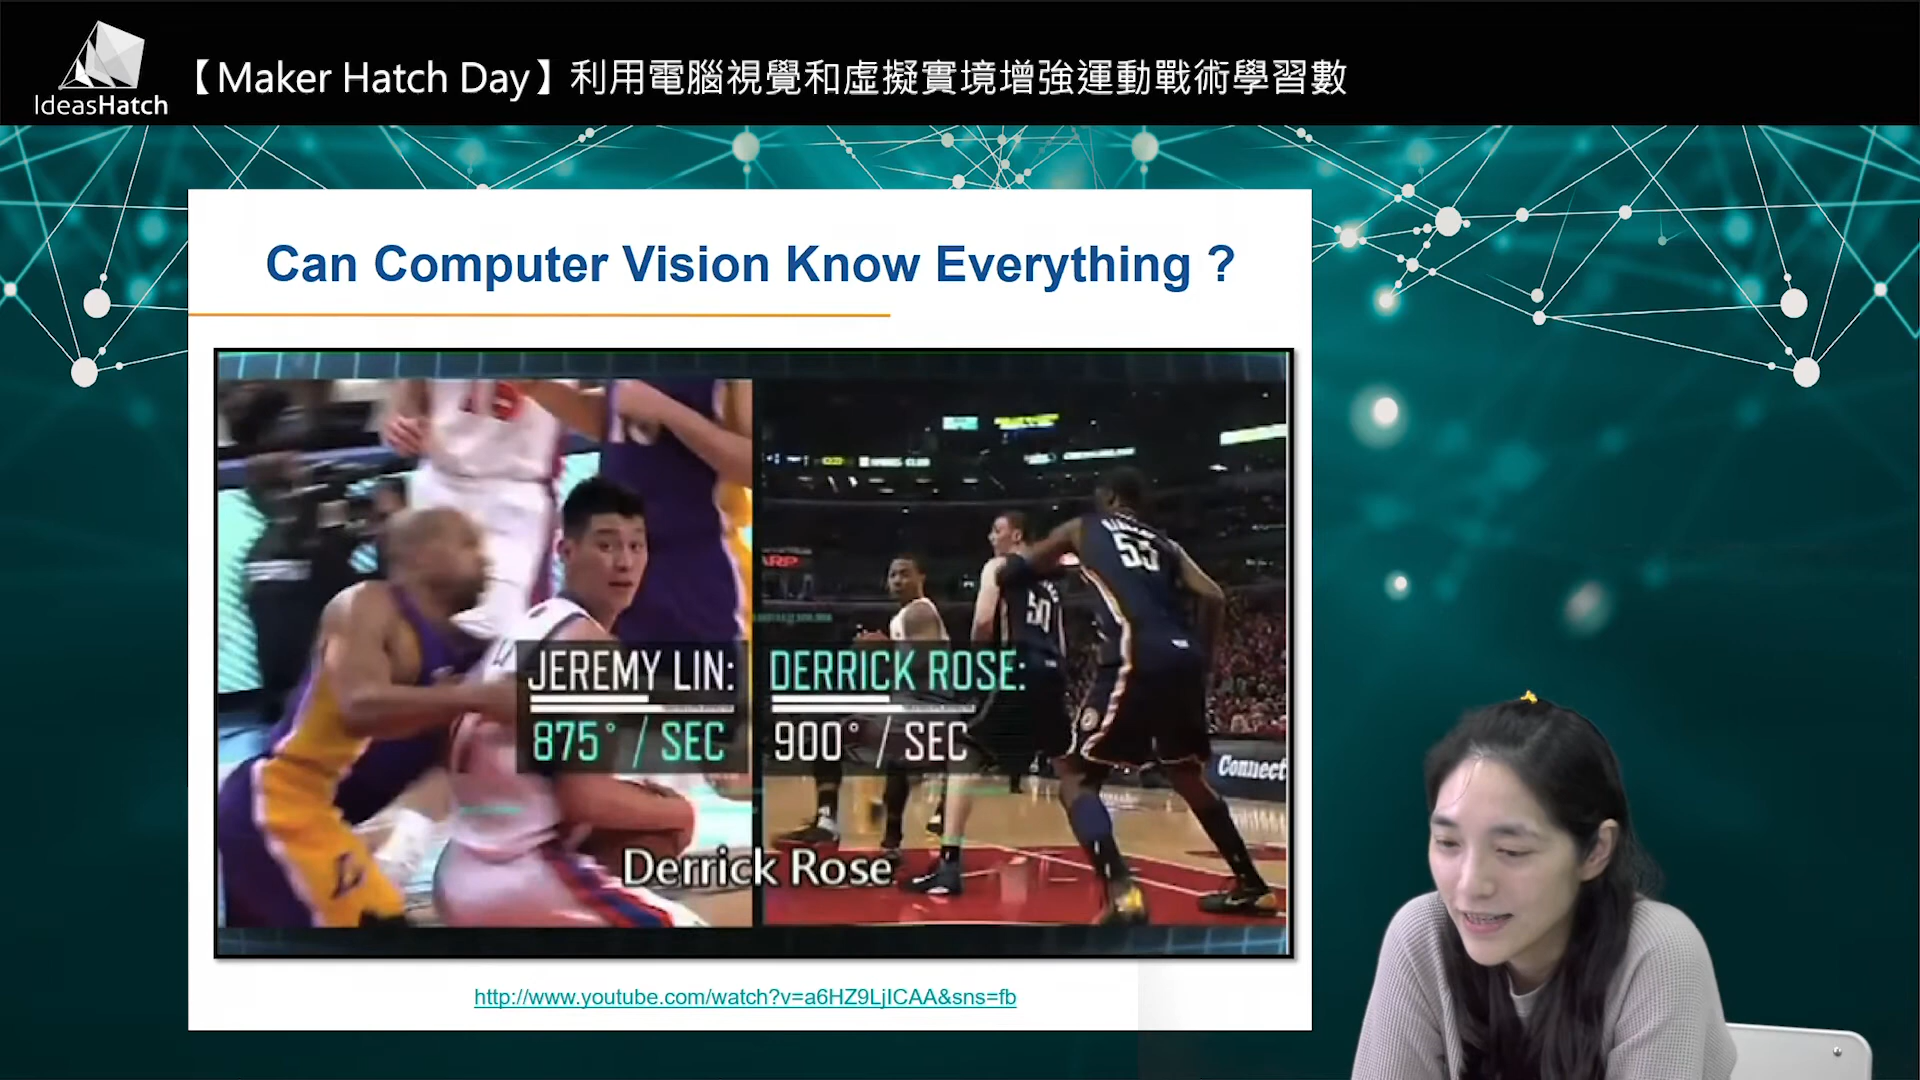 IdeasHatch
【Maker Hatch Day】利用電腦視覺和虛擬實境增強運動戰術學習數
Can Computer Vision Know Everything ?
JEREMY LIN:
875° / SEC
DERRICK ROSE:
900° / SEC
55
50
Connect
Derrick Rose
http://www.youtube.com/watch?v=a6HZ9LjICAA&sns=fb